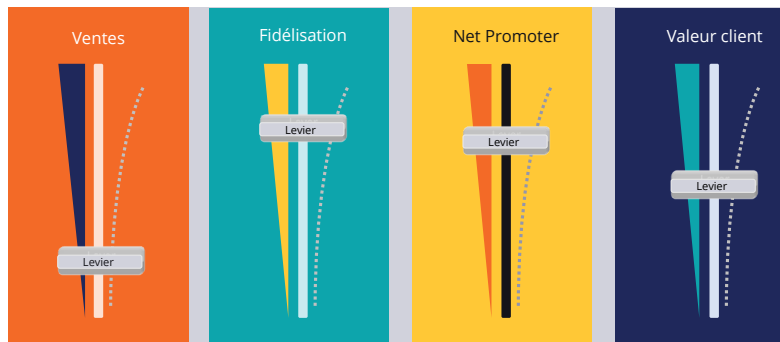 Ventes
Fidélisation
Net Promoter
Valeur client
Levier
Levier
Levier
Levier